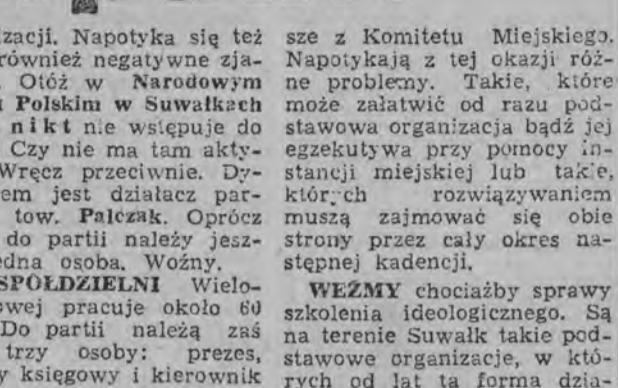 zacji. Napotyka się też
również negatywne zja-
Otóż w Narodowym
Polskim w Suwałkach
nikt nie wstępuje do
Czy nie ma tam akty-
Wręcz przeciwnie. Dy-
em jest działacz par-
tow. Palczak. Oprócz
do partii należy jesz-
edna osoba. Woźny.
SPÓŁDZIELNI Wielo-
owej pracuje około 60
Do partii należą zaś
trzy osoby: prezes,
y księgowy i kierownik
sze z Komitetu Miejskiego.
Napotykają z tej okazji róż-
ne problemy. Takie, które
może załatwić od razu pod-
stawowa organizacja bądź jej
egzekutywa przy pomocy in-
stancji miejskiej lub takie,
których rozwiązywaniem
muszą zajmować się obie
strony przez cały okres na-
stępnej kadencji.
WEŹMY chociażby sprawy
szkolenia ideologicznego. Są
na terenie Suwałk takie pod-
stawowe organizacje, w któ-
rych od lat ta forma dzia-